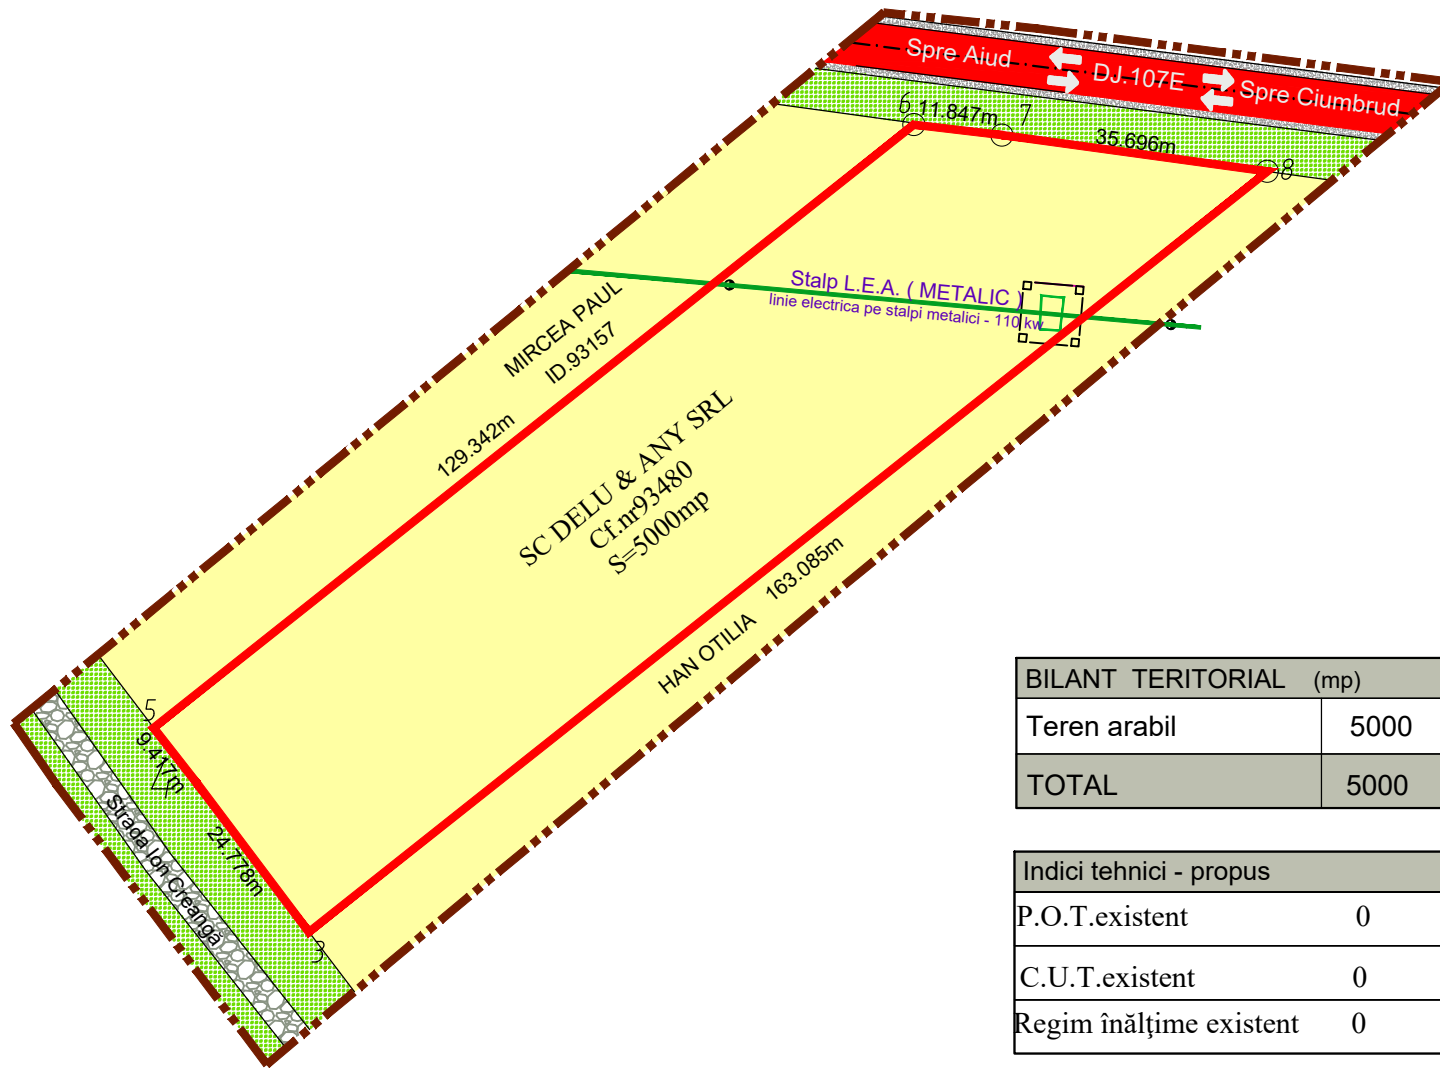 Spre Aiud
DJ.107E
Spre Ciumbrud
6
11.847m
7
35.696m
8
Stalp L.E.A. ( METALIC )
linie electrica pe stalpi metalici - 110 kw
MIRCEA PAUL
ID.93157
129.342m
SC DELU & ANY SRL
Cf.nr93480
S=5000mp
163.085m
HAN OTILIA
5
9.417m
24.778m
Strada Ion Creangă
3
BILANT TERITORIAL (mp)
Teren arabil 5000
TOTAL 5000
Indici tehnici - propus
P.O.T.existent 0
C.U.T.existent 0
Regim înălţime existent 0